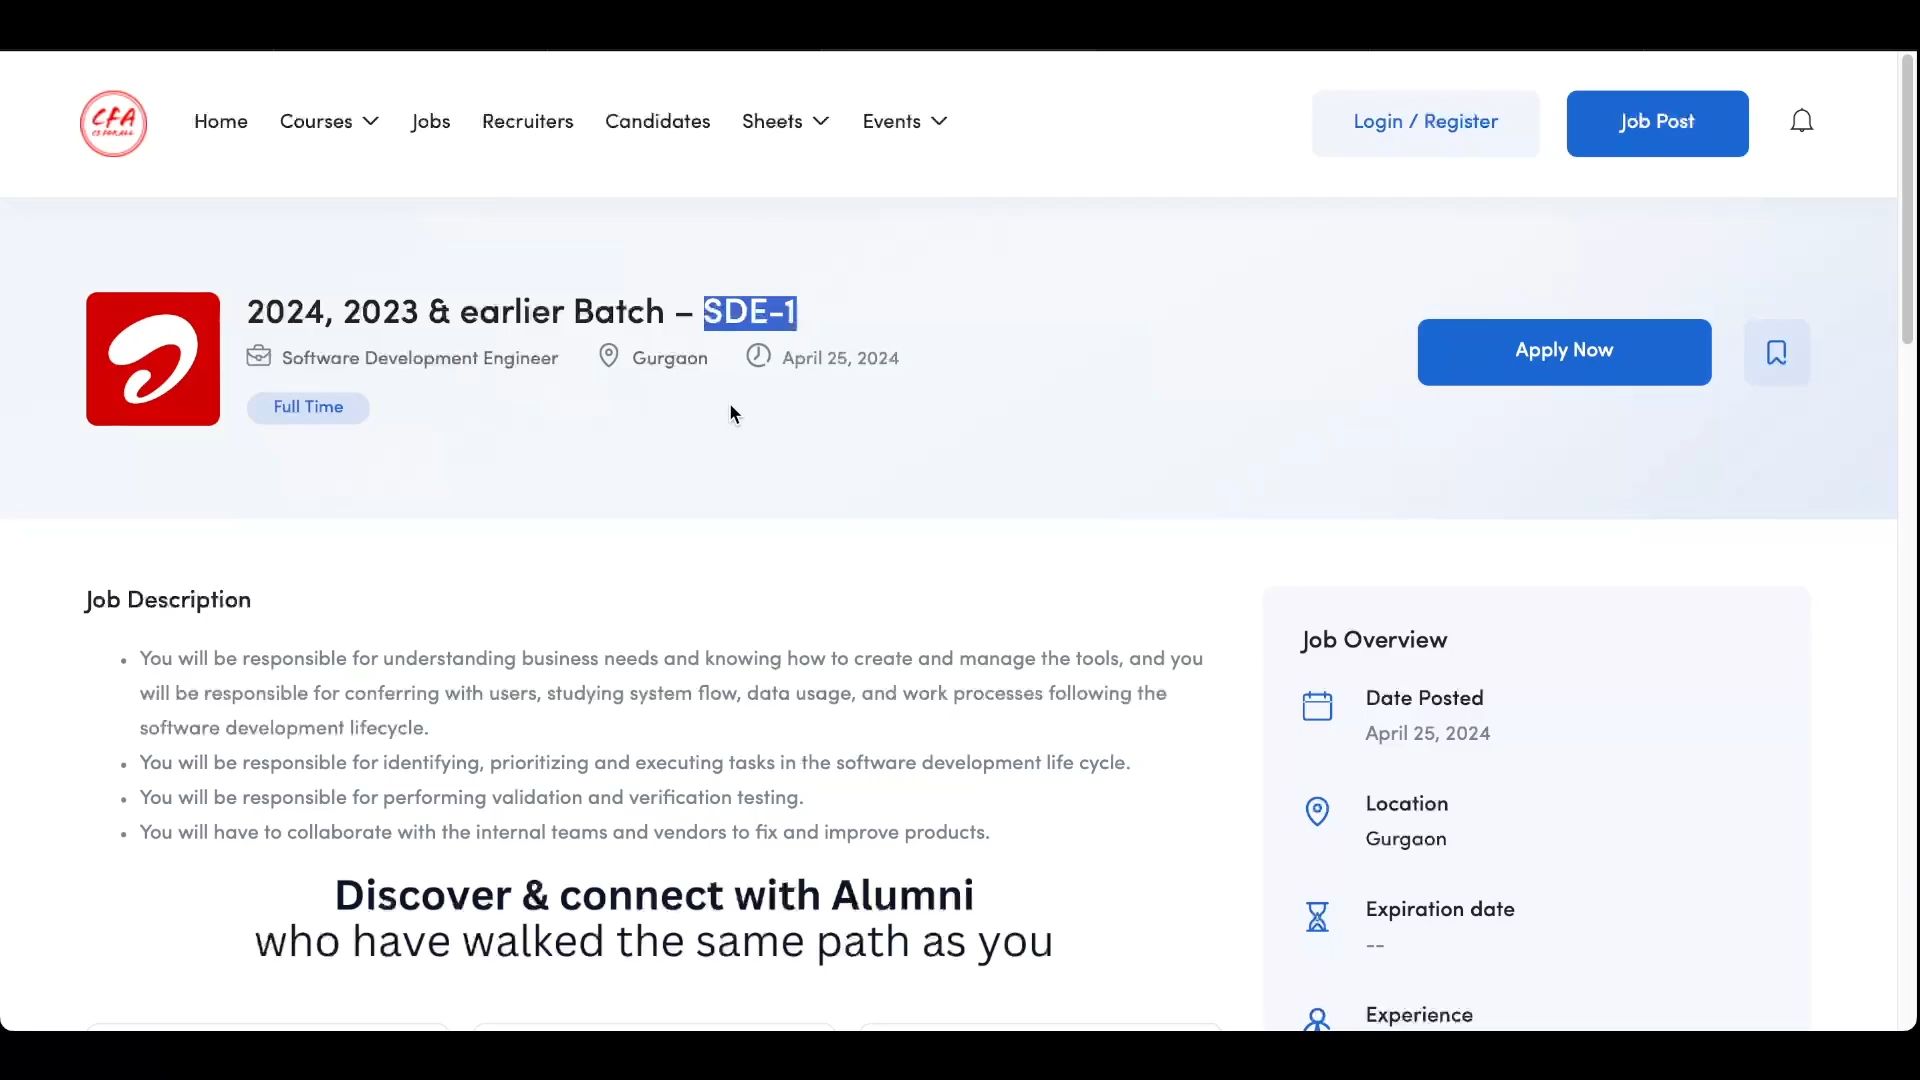 CFA
CS FOR ALL
Home Courses Jobs Recruiters Candidates Sheets Events Login / Register Job Post
2024, 2023 & earlier Batch – SDE-1
Software Development Engineer Gurgaon April 25, 2024
Apply Now
Full Time
Job Description
You will be responsible for understanding business needs and knowing how to create and manage the tools, and you
will be responsible for conferring with users, studying system flow, data usage, and work processes following the
software development lifecycle.
You will be responsible for identifying, prioritizing and executing tasks in the software development life cycle.
You will be responsible for performing validation and verification testing.
You will have to collaborate with the internal teams and vendors to fix and improve products.
Discover & connect with Alumni
who have walked the same path as you
Job Overview
Date Posted
April 25, 2024
Location
Gurgaon
Expiration date
--
Experience